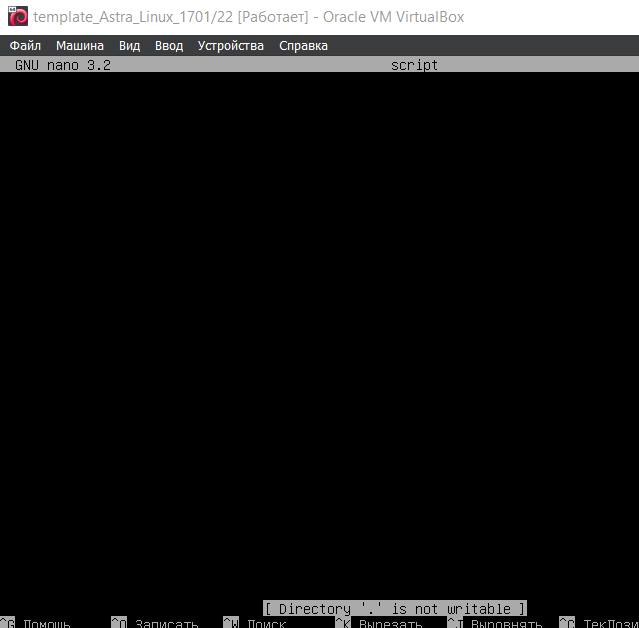 template_Astra_Linux_1701/22 [Работает] - Oracle VM VirtualBox
Файл Машина Вид Ввод Устройства Справка
GNU nano 3.2 script
[ Directory '.' is not writable ]
^G Помощь ^O Записать ^W Поиск ^K Вырезать ^J Выровнять ^C ТекПози